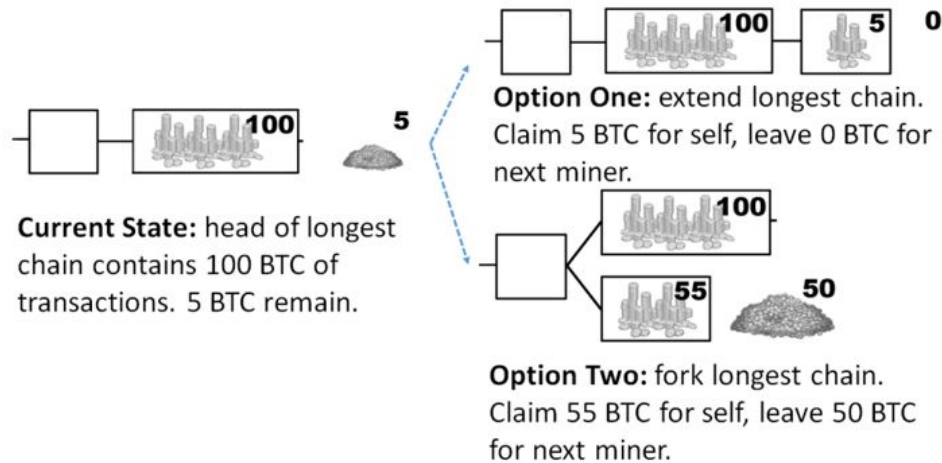 100 5 0
Option One: extend longest chain.
Claim 5 BTC for self, leave 0 BTC for
next miner.
100 5
Current State: head of longest
chain contains 100 BTC of
transactions. 5 BTC remain.
100
55 50
Option Two: fork longest chain.
Claim 55 BTC for self, leave 50 BTC
for next miner.